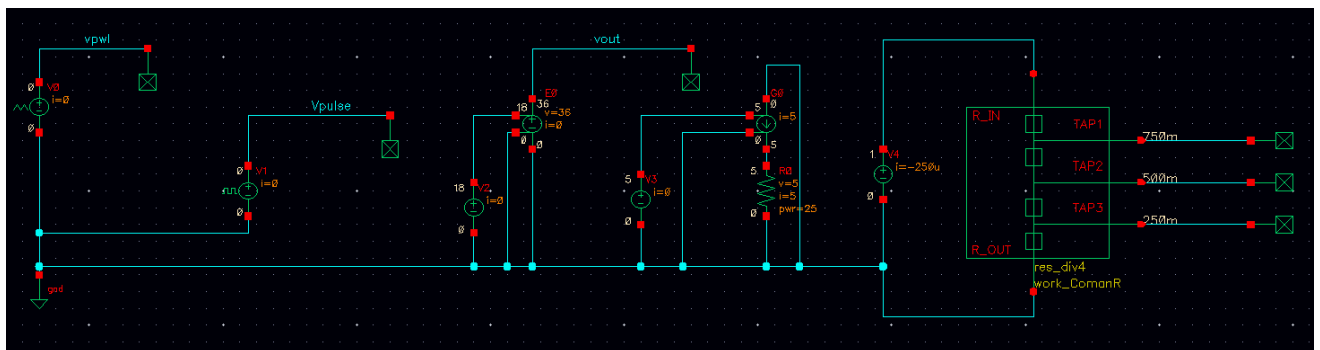 vpwl
0
V0
i=0
0
gnd
Vpulse
0
V1
i=0
0
18
V2
i=0
0
vout
E0
18
36
v=36
i=0
0
0
5
V3
i=0
0
G0
5
0
i=5
0
5
5
R0
v=5
i=5
pwr=25
0
1
V4
i=-250u
0
R_IN
TAP1
750m
TAP2
500m
TAP3
250m
R_OUT
res_div4
work_ComanR